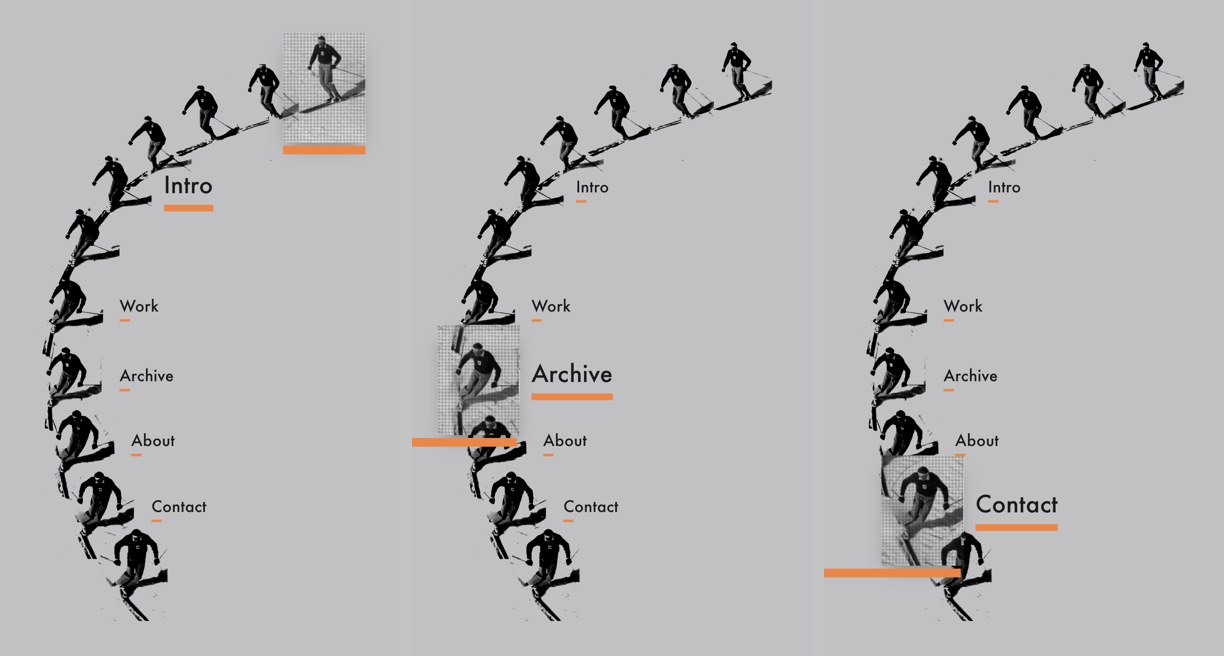 Intro
Work
Archive
About
Contact
Intro
Work
Archive
About
Contact
Intro
Work
Archive
About
Contact